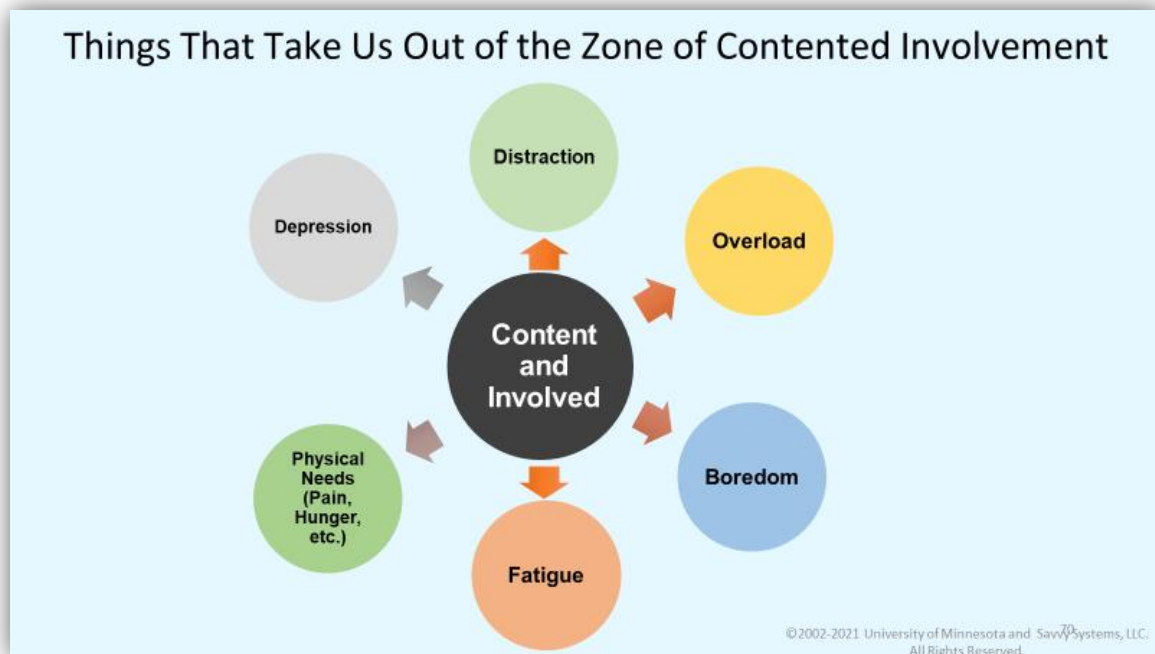 Things That Take Us Out of the Zone of Contented Involvement
Distraction
Depression
Overload
Content
and
Involved
Physical
Needs
(Pain,
Hunger,
etc.)
Boredom
Fatigue
70
©2002-2021 University of Minnesota and Savvy Systems, LLC.
All Rights Reserved